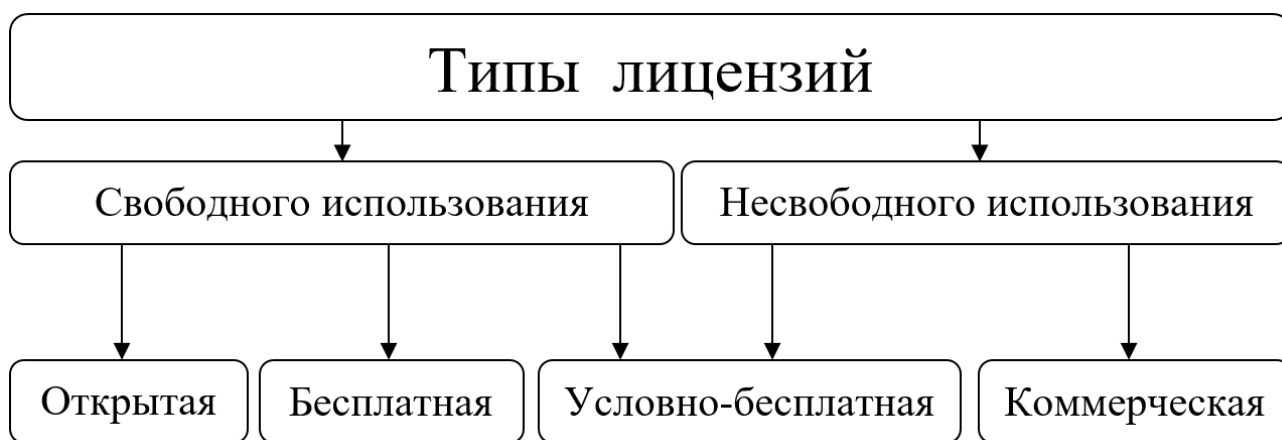 Типы лицензий
Свободного использования
Несвободного использования
Открытая
Бесплатная
Условно-бесплатная
Коммерческая